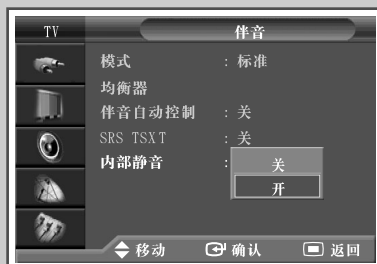 TV 伴音
模式 : 标准
均衡器
伴音自动控制 : 关
SRS TSXT : 关
内部静音 : 关
开
移动 确认 返回